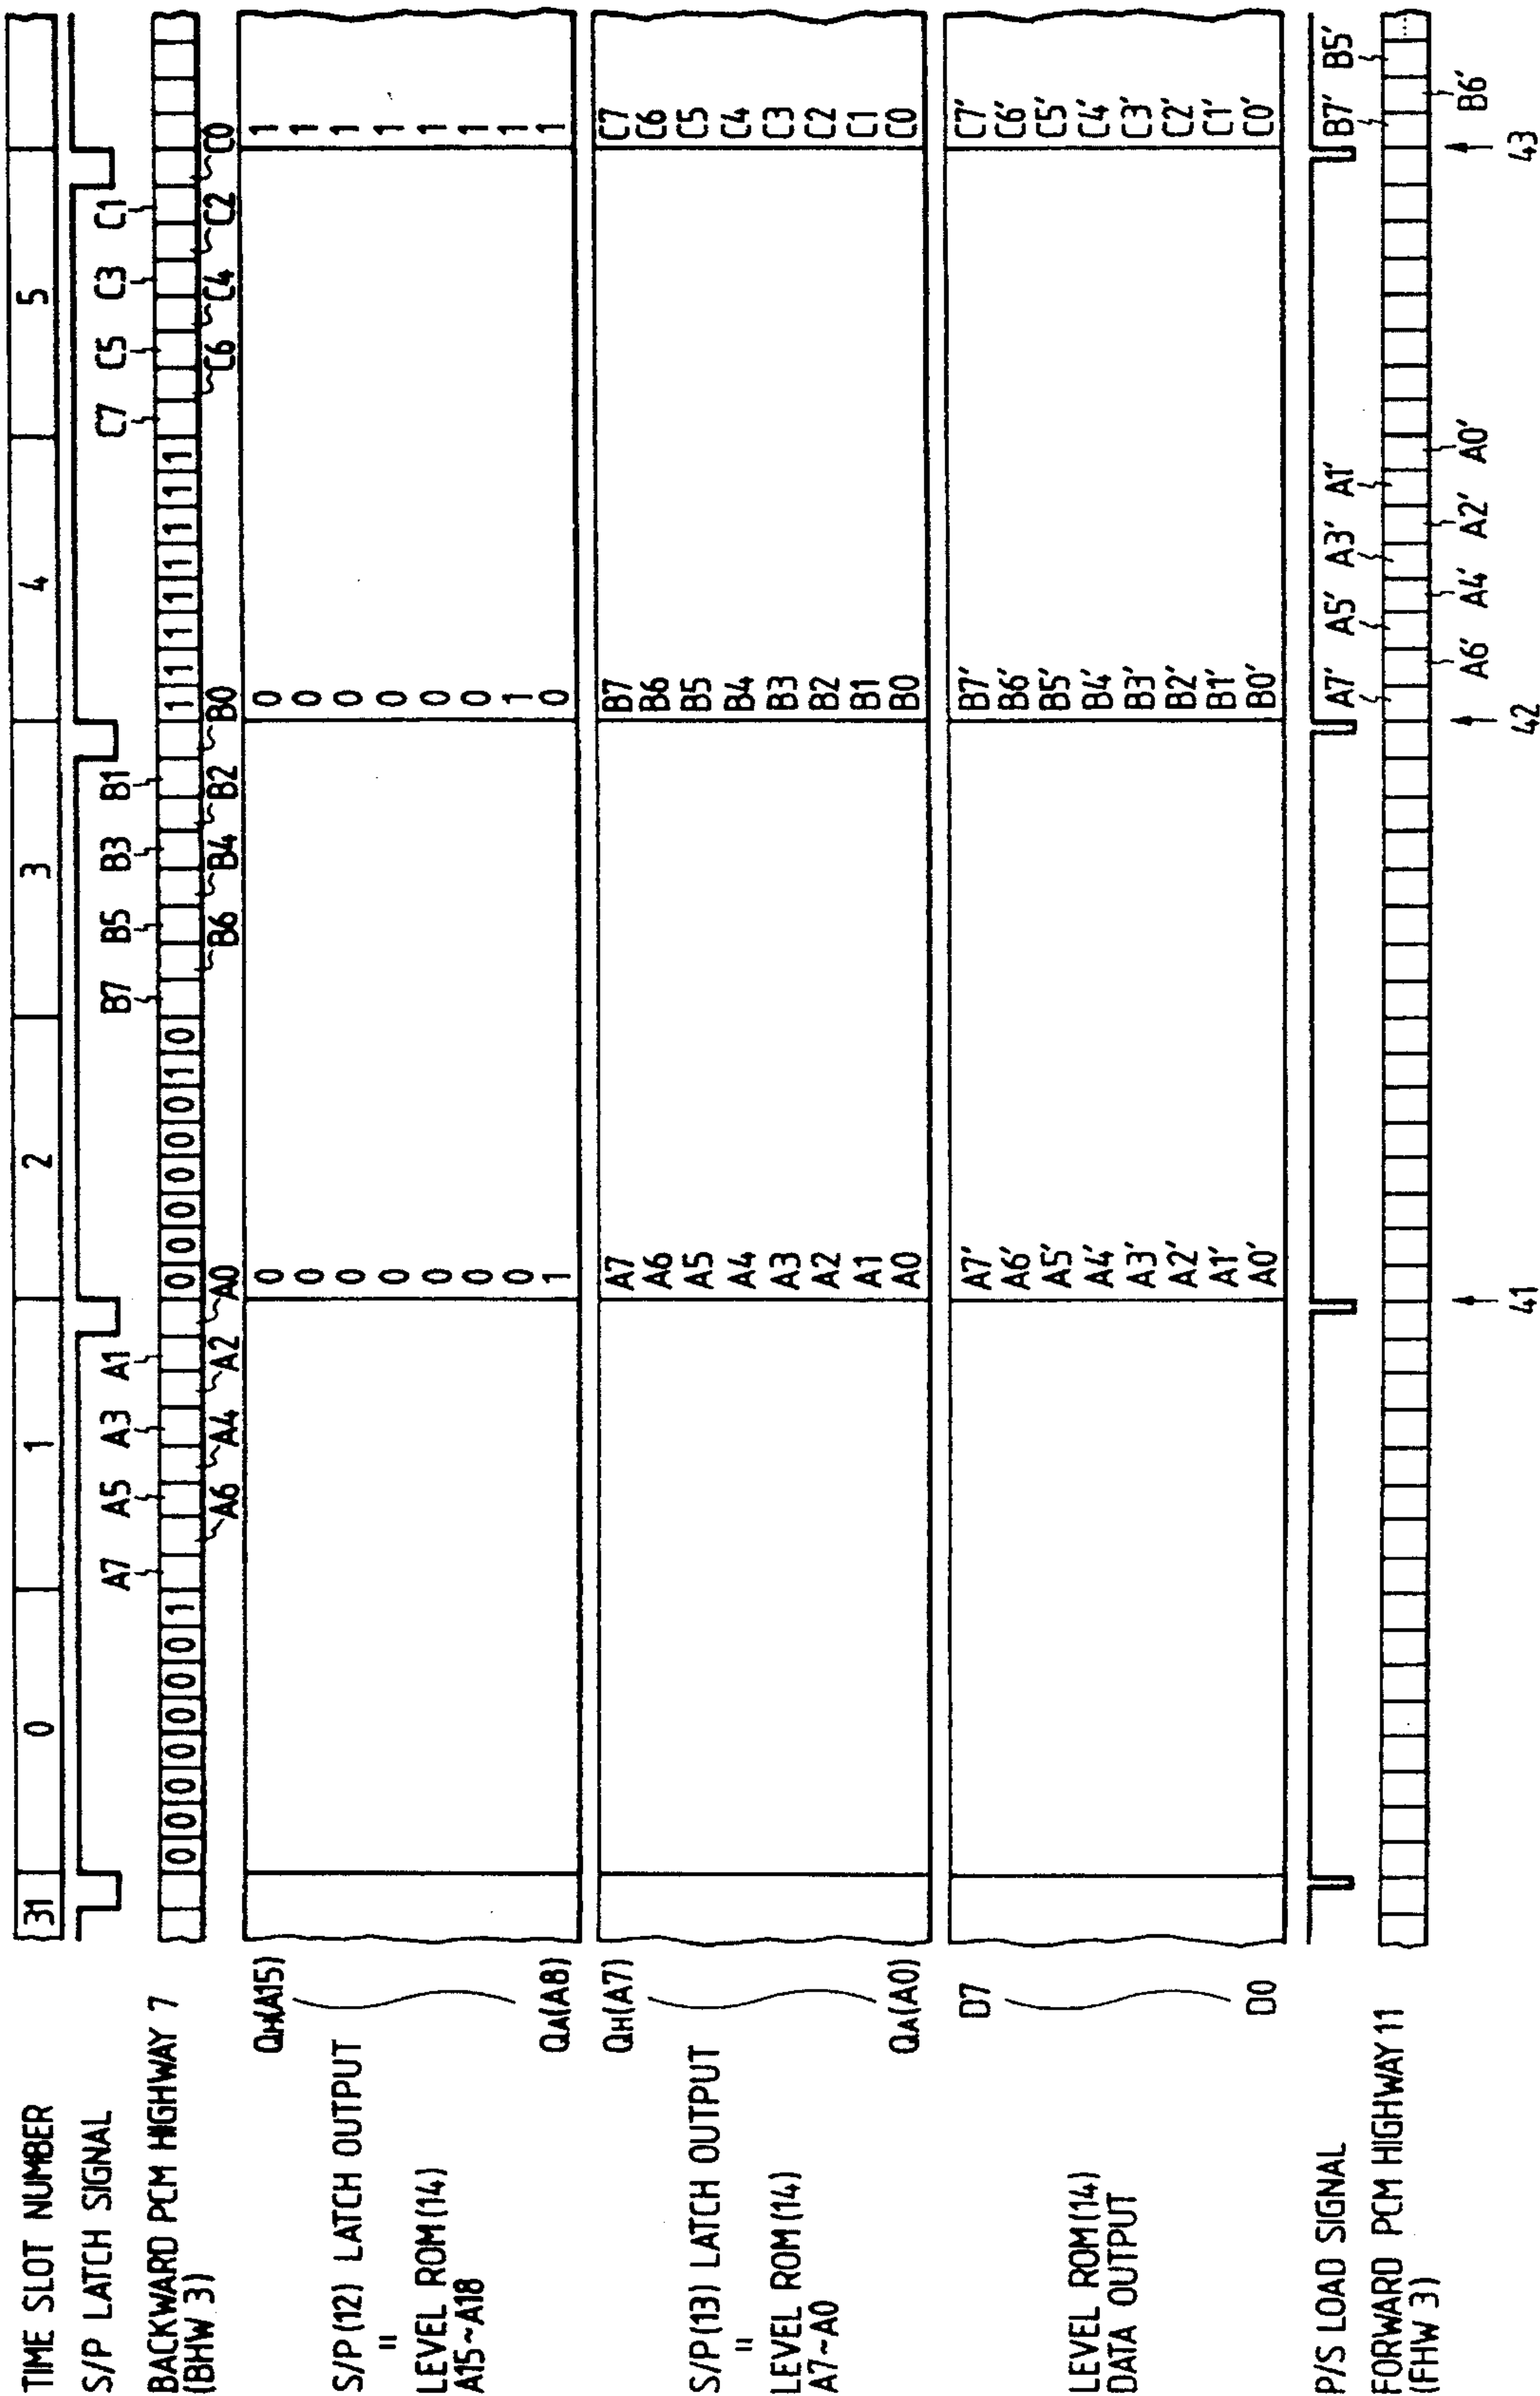 TIME SLOT NUMBER
31 0 1 2 3 4 5
S/P LATCH SIGNAL
A7 A5 A3 A1 B7 B5 B3 B1 C7 C5 C3 C1
BACKWARD PCM HIGHWAY 7
(BHW 3)
0 0 0 0 0 0 0 1 0 0 0 0 0 0 1 0 1 1 1 1 1 1 1 1
A6 A4 A2 A0 B6 B4 B2 B0 C6 C4 C2 C0
S/P(12) LATCH OUTPUT
"
LEVEL ROM(14)
A15~A18
QH(A15)
QA(A8)
0 0 1
0 0 1
0 0 1
0 0 1
0 0 1
0 0 1
0 1 1
1 0 1
S/P(13) LATCH OUTPUT
"
LEVEL ROM(14)
A7~A0
QH(A7)
QA(A0)
A7 B7 C7
A6 B6 C6
A5 B5 C5
A4 B4 C4
A3 B3 C3
A2 B2 C2
A1 B1 C1
A0 B0 C0
LEVEL ROM(14)
DATA OUTPUT
D7
D0
A7' B7' C7'
A6' B6' C6'
A5' B5' C5'
A4' B4' C4'
A3' B3' C3'
A2' B2' C2'
A1' B1' C1'
A0' B0' C0'
P/S LOAD SIGNAL
A7' A5' A3' A1' B7' B5'
FORWARD PCM HIGHWAY 11
(FHW 3)
A6' A4' A2' A0' B6'
41 42 43